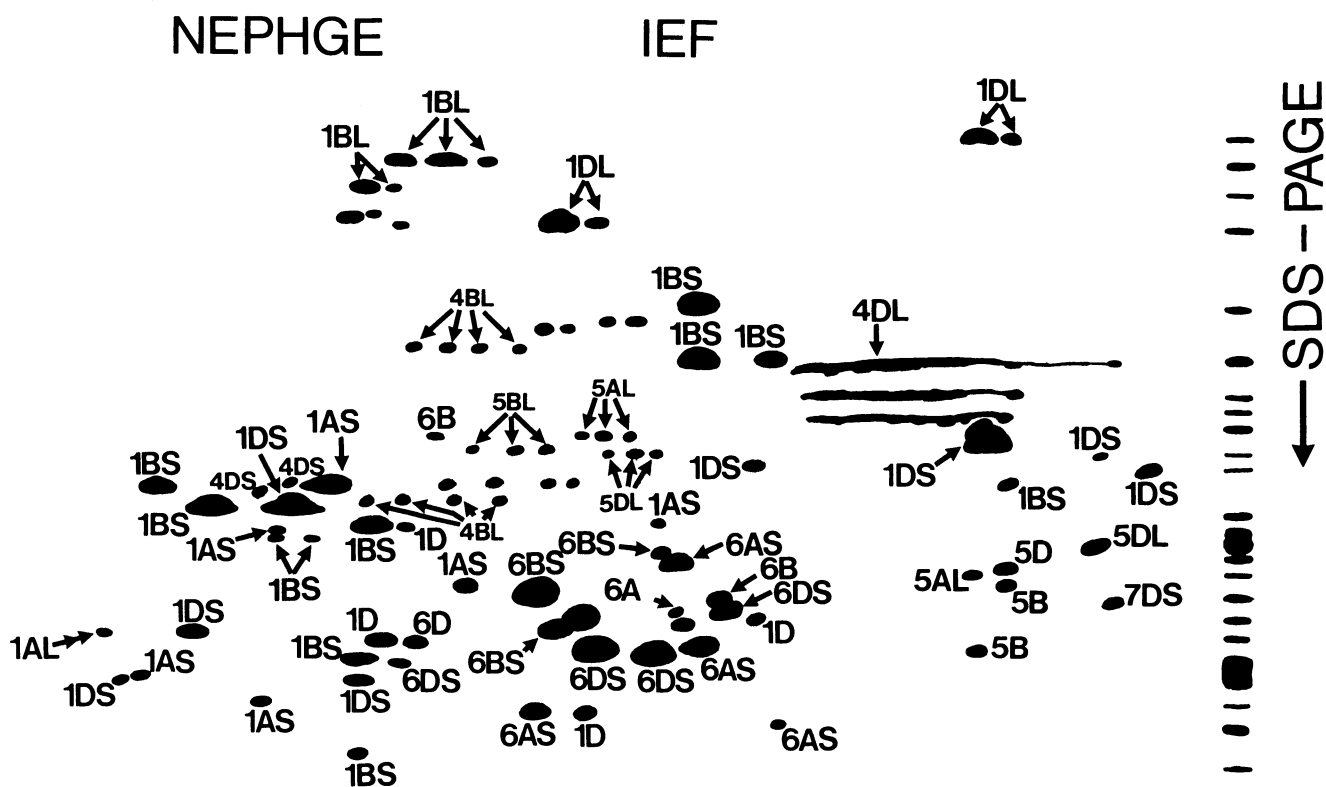 NEPHGE IEF
1BL 1DL
1BL
1DL
SDS-PAGE
1BS
4BL 4DL
1BS 1BS
5BL 5AL
6B
1AS
1DS 1DS
1BS 4DS 4DS 1DS 1DS
5DL 1AS 1BS 1DS
1BS 1AS 1BS 1D 4BL
6BS 6AS 5DL
1BS 1AS 6BS 6A 6B 5AL 5D
6DS 5B 7DS
1DS 1D 6D 1D
1AL 1BS 6BS 5B
1AS 6DS 6DS 6DS 6AS
1DS 1DS
1AS 6AS 1D 6AS
1BS